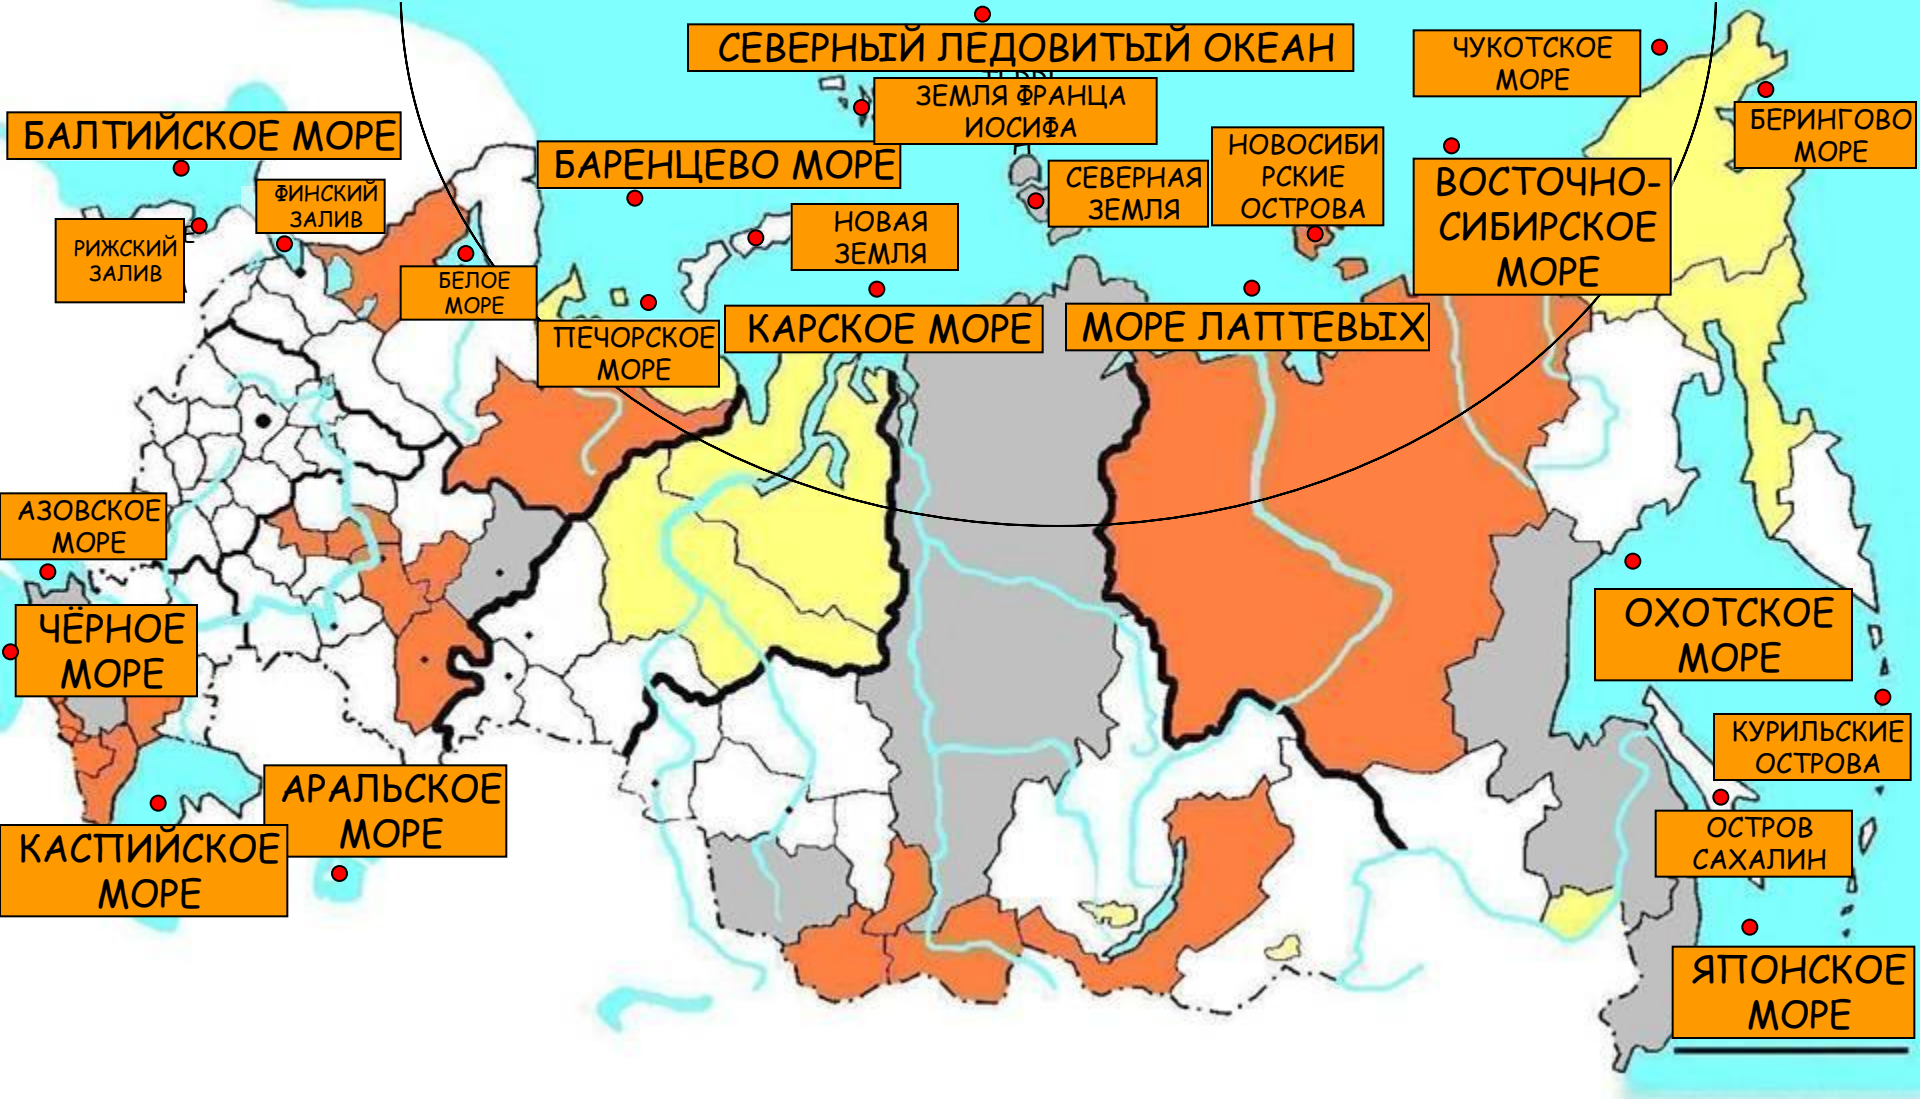 СЕВЕРНЫЙ ЛЕДОВИТЫЙ ОКЕАН
ЧУКОТСКОЕ
МОРЕ
ЗЕМЛЯ ФРАНЦА
ИОСИФА
БЕРИНГОВО
МОРЕ
БАЛТИЙСКОЕ МОРЕ
БАРЕНЦЕВО МОРЕ
НОВОСИБИ
РСКИЕ
ОСТРОВА
СЕВЕРНАЯ
ЗЕМЛЯ
ВОСТОЧНО-
СИБИРСКОЕ
МОРЕ
ФИНСКИЙ
ЗАЛИВ
РИЖСКИЙ
ЗАЛИВ
НОВАЯ
ЗЕМЛЯ
БЕЛОЕ
МОРЕ
ПЕЧОРСКОЕ
МОРЕ
КАРСКОЕ МОРЕ
МОРЕ ЛАПТЕВЫХ
АЗОВСКОЕ
МОРЕ
ЧЁРНОЕ
МОРЕ
ОХОТСКОЕ
МОРЕ
КУРИЛЬСКИЕ
ОСТРОВА
АРАЛЬСКОЕ
МОРЕ
КАСПИЙСКОЕ
МОРЕ
ОСТРОВ
САХАЛИН
ЯПОНСКОЕ
МОРЕ